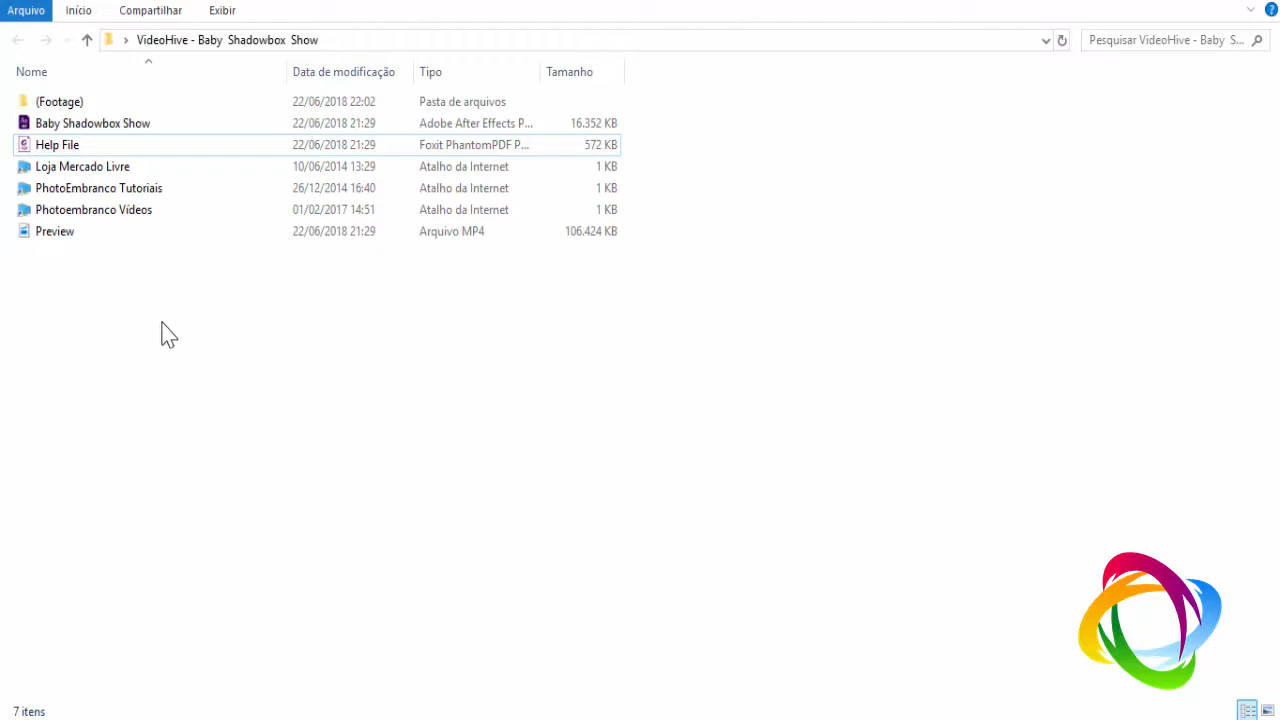 Arquivo Início Compartilhar Exibir
VideoHive - Baby Shadowbox Show Pesquisar VideoHive - Baby S...
Nome Data de modificação Tipo Tamanho
(Footage) 22/06/2018 22:02 Pasta de arquivos
Baby Shadowbox Show 22/06/2018 21:29 Adobe After Effects P... 16.352 KB
Help File 22/06/2018 21:29 Foxit PhantomPDF P... 572 KB
Loja Mercado Livre 10/06/2014 13:29 Atalho da Internet 1 KB
PhotoEmbranco Tutoriais 26/12/2014 16:40 Atalho da Internet 1 KB
Photoembranco Vídeos 01/02/2017 14:51 Atalho da Internet 1 KB
Preview 22/06/2018 21:29 Arquivo MP4 106.424 KB
7 itens